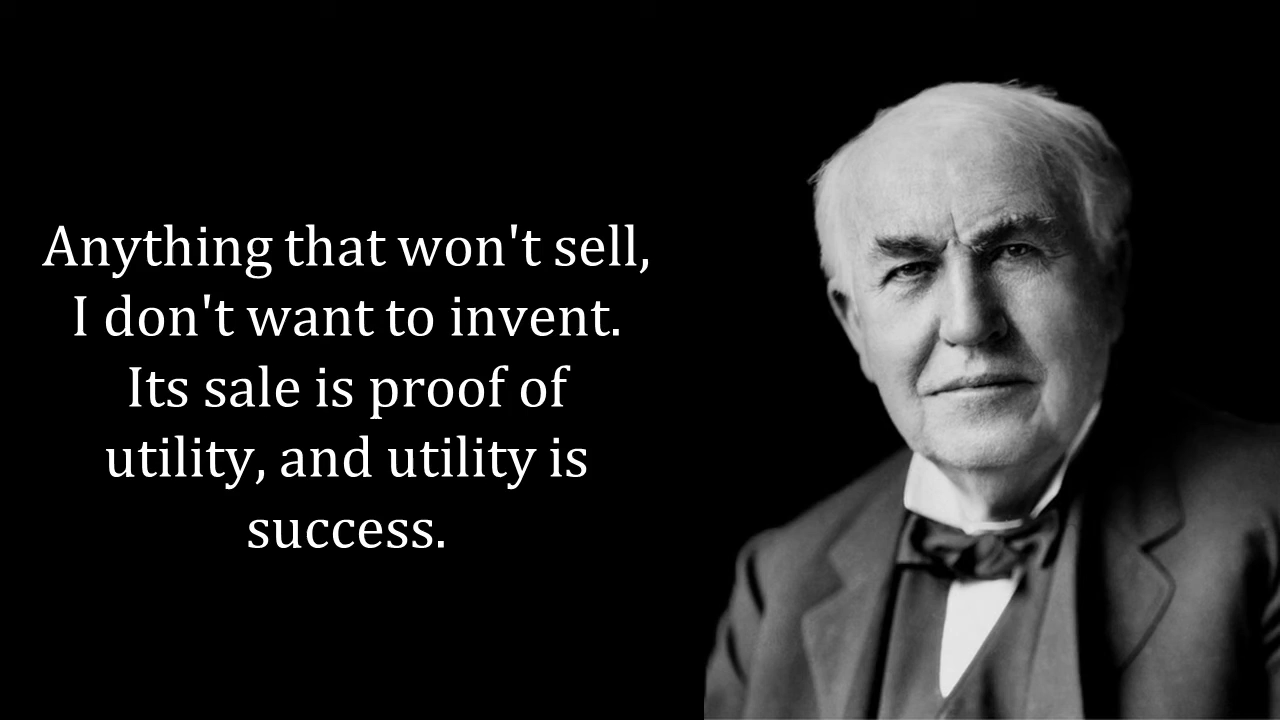 Anything that won't sell,
I don't want to invent.
Its sale is proof of
utility, and utility is
success.